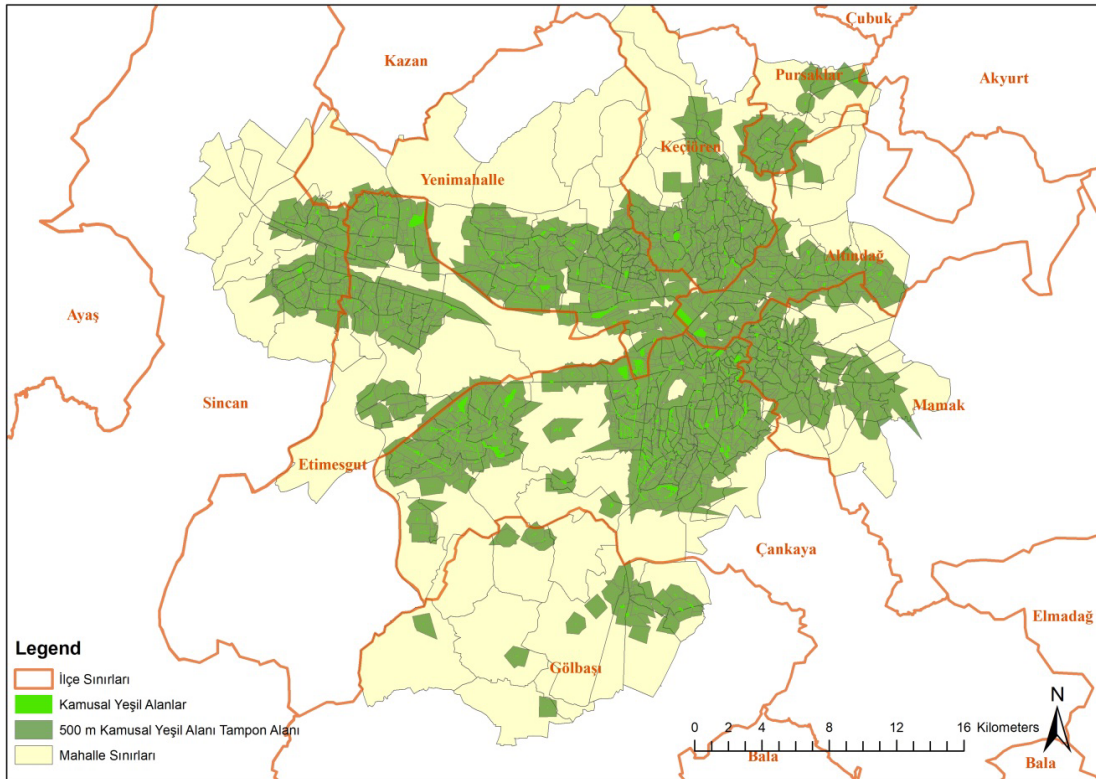 Çubuk
Kazan
Pursaklar
Akyurt
Keçiören
Yenimahalle
Altındağ
Ayaş
Sincan
Mamak
Etimesgut
Çankaya
Elmadağ
Gölbaşı
Bala
Bala
Legend
İlçe Sınırları
Kamusal Yeşil Alanlar
500 m Kamusal Yeşil Alanı Tampon Alanı
Mahalle Sınırları
N
0 2 4 8 12 16 Kilometers